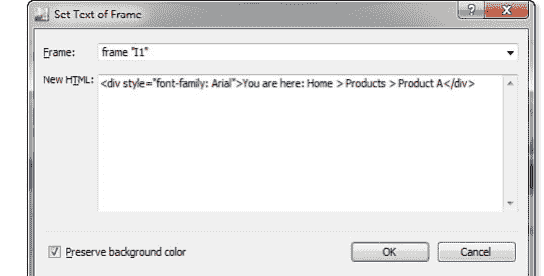 Set Text of Frame
Frame: frame "I1"
New HTML: <div style="font-family: Arial">You are here: Home > Products > Product A</div>
Preserve background color OK Cancel